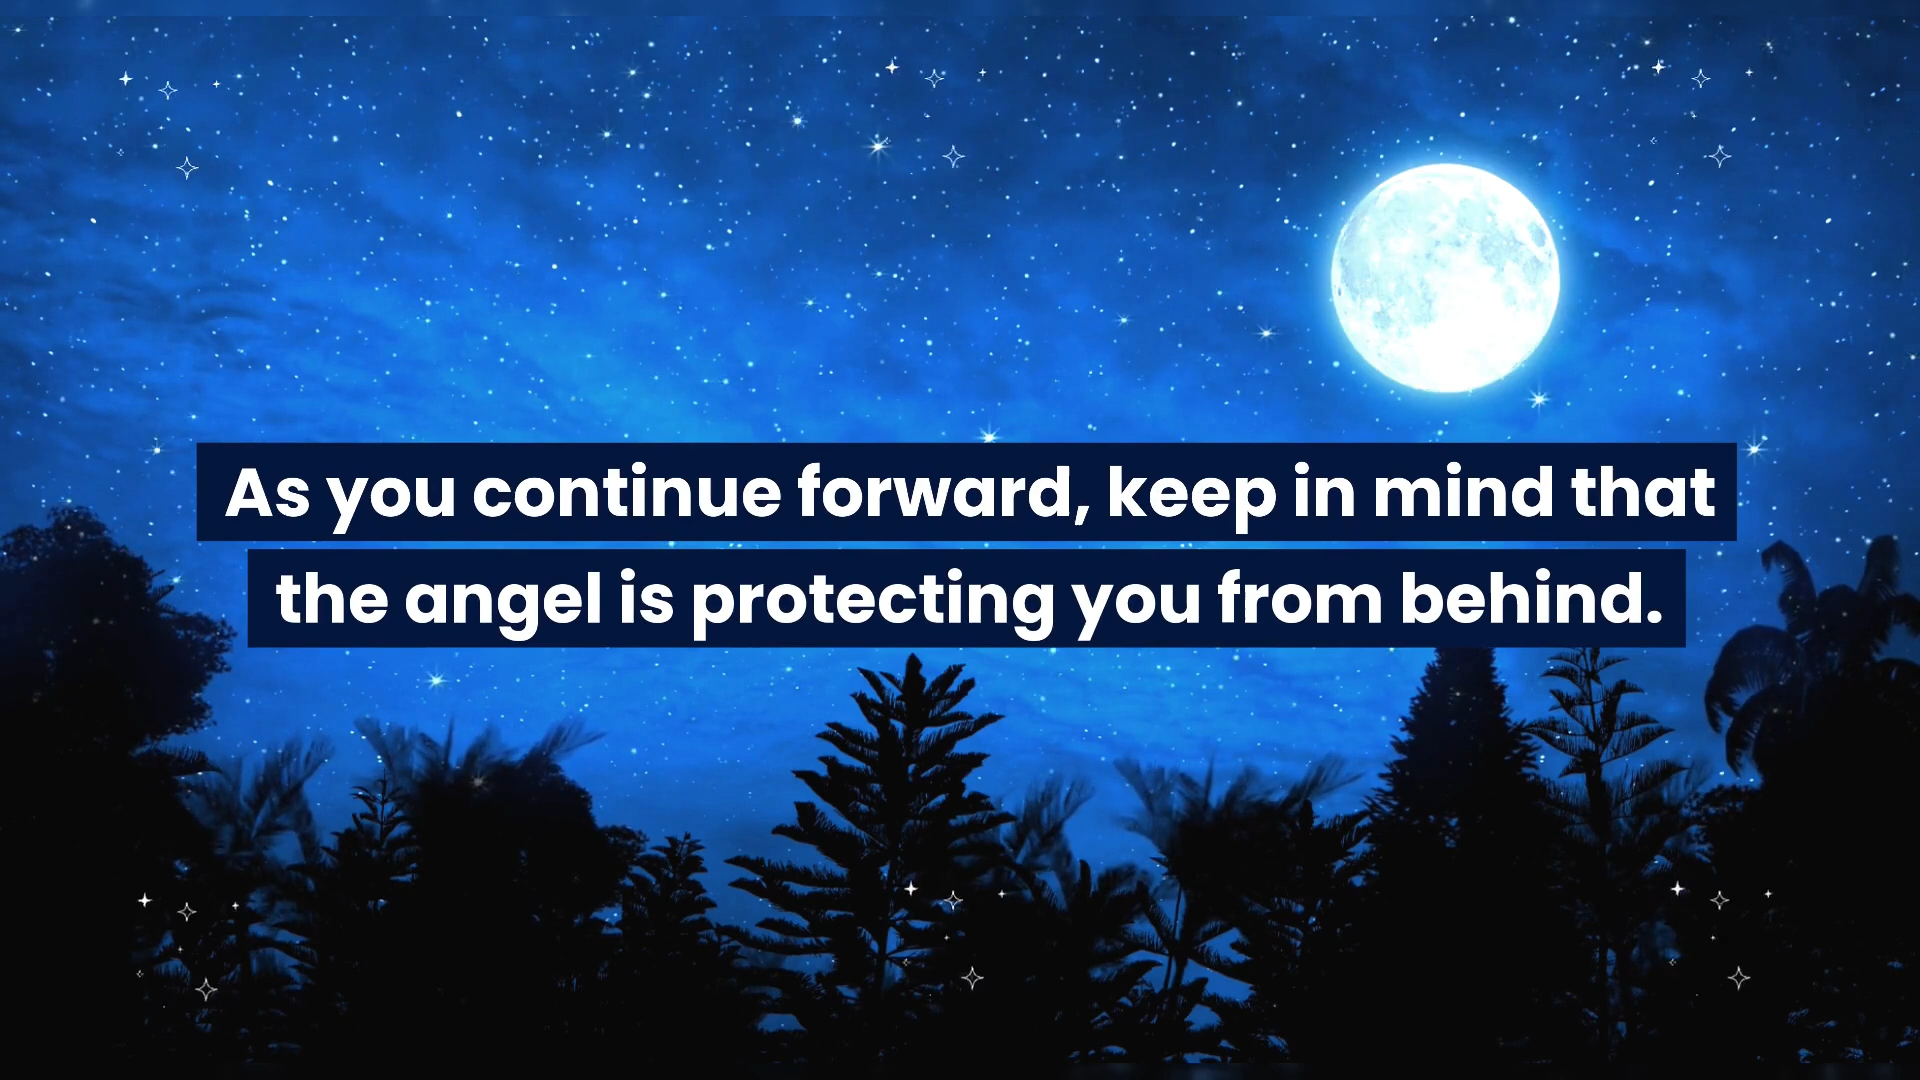 As you continue forward, keep in mind that
the angel is protecting you from behind.